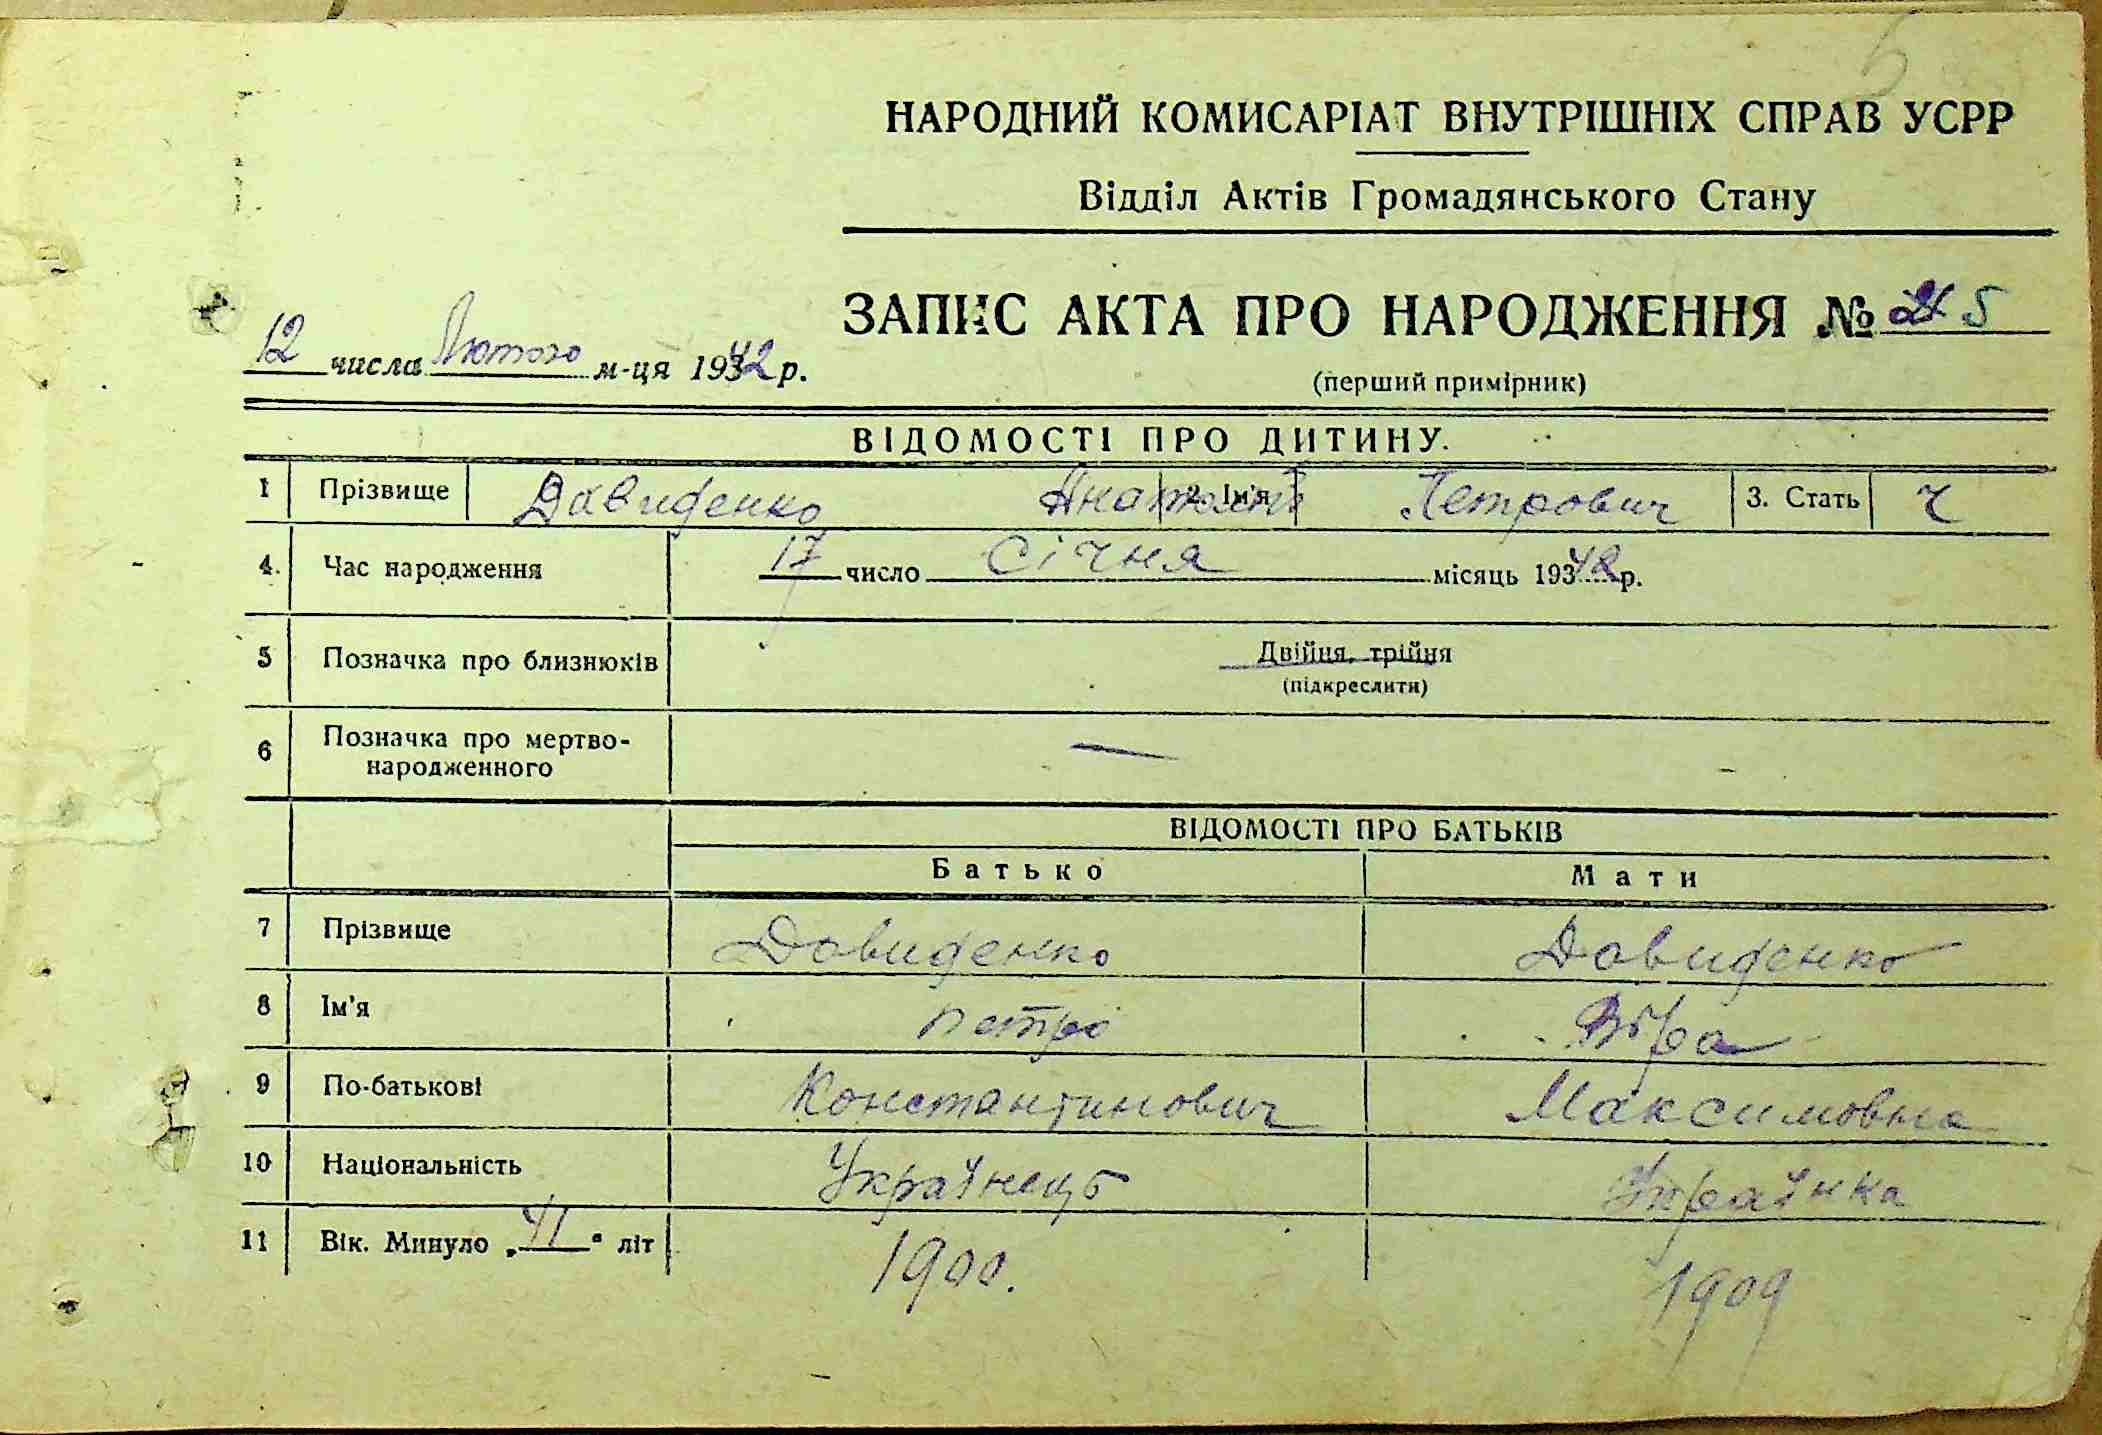 5
НАРОДНИЙ КОМИСАРІАТ ВНУТРІШНІХ СПРАВ УСРР
Відділ Актів Громадянського Стану
ЗАПИС АКТА ПРО НАРОДЖЕННЯ № 5
12 числа Лютого м-ця 1942 р.
(перший примірник)
ВІДОМОСТІ ПРО ДИТИНУ.
1 Прізвище Давиденко 2. Ім'я Анатолій Петрович 3. Стать Ч
4. Час народження 17 число Січня місяць 19342 р.
5 Позначка про близнюків Двійня, трійня
(підкреслити)
6 Позначка про мертво-
народженного —
ВІДОМОСТІ ПРО БАТЬКІВ
Батько Мати
7 Прізвище Давиденко Давиденко
8 Ім'я Петро Віра
9 По-батькові Константинович Максимовна
10 Національність Українець Українка
11 Вік. Минуло „41“ літ 1900. 1909